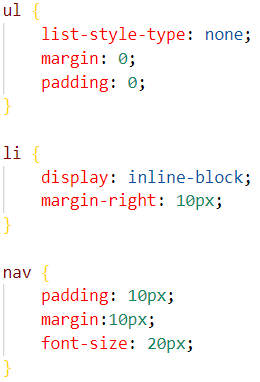 ul {
    list-style-type: none;
    margin: 0;
    padding: 0;
}

li {
    display: inline-block;
    margin-right: 10px;
}

nav {
    padding: 10px;
    margin:10px;
    font-size: 20px;
}